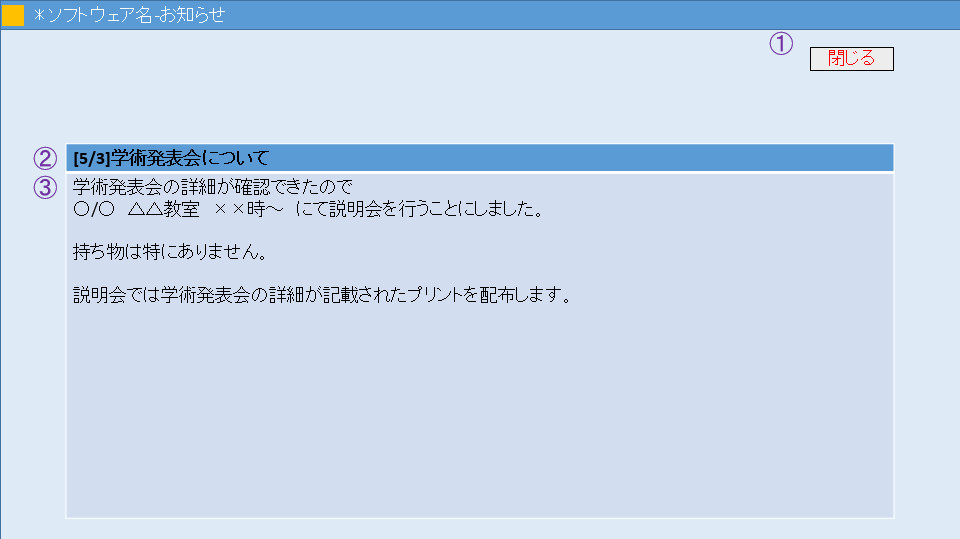 ＊ソフトウェア名-お知らせ
①
閉じる
② [5/3]学術発表会について
③ 学術発表会の詳細が確認できたので
〇/〇　△△教室　××時～　にて説明会を行うことにしました。
持ち物は特にありません。
説明会では学術発表会の詳細が記載されたプリントを配布します。